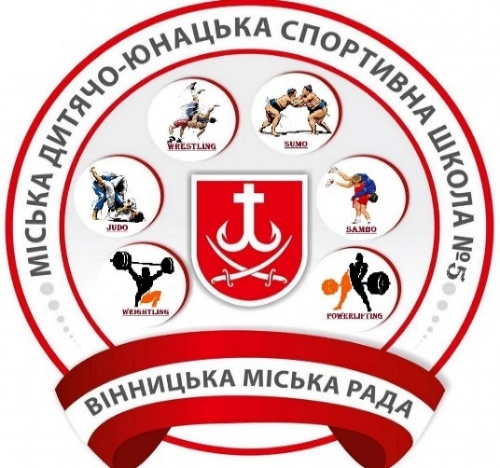 МІСЬКА ДИТЯЧО-ЮНАЦЬКА СПОРТИВНА ШКОЛА №5
WRESTLING
SUMO
JUDO
SAMBO
WEIGHTLING
POWERLIFTING
ВІННИЦЬКА МІСЬКА РАДА